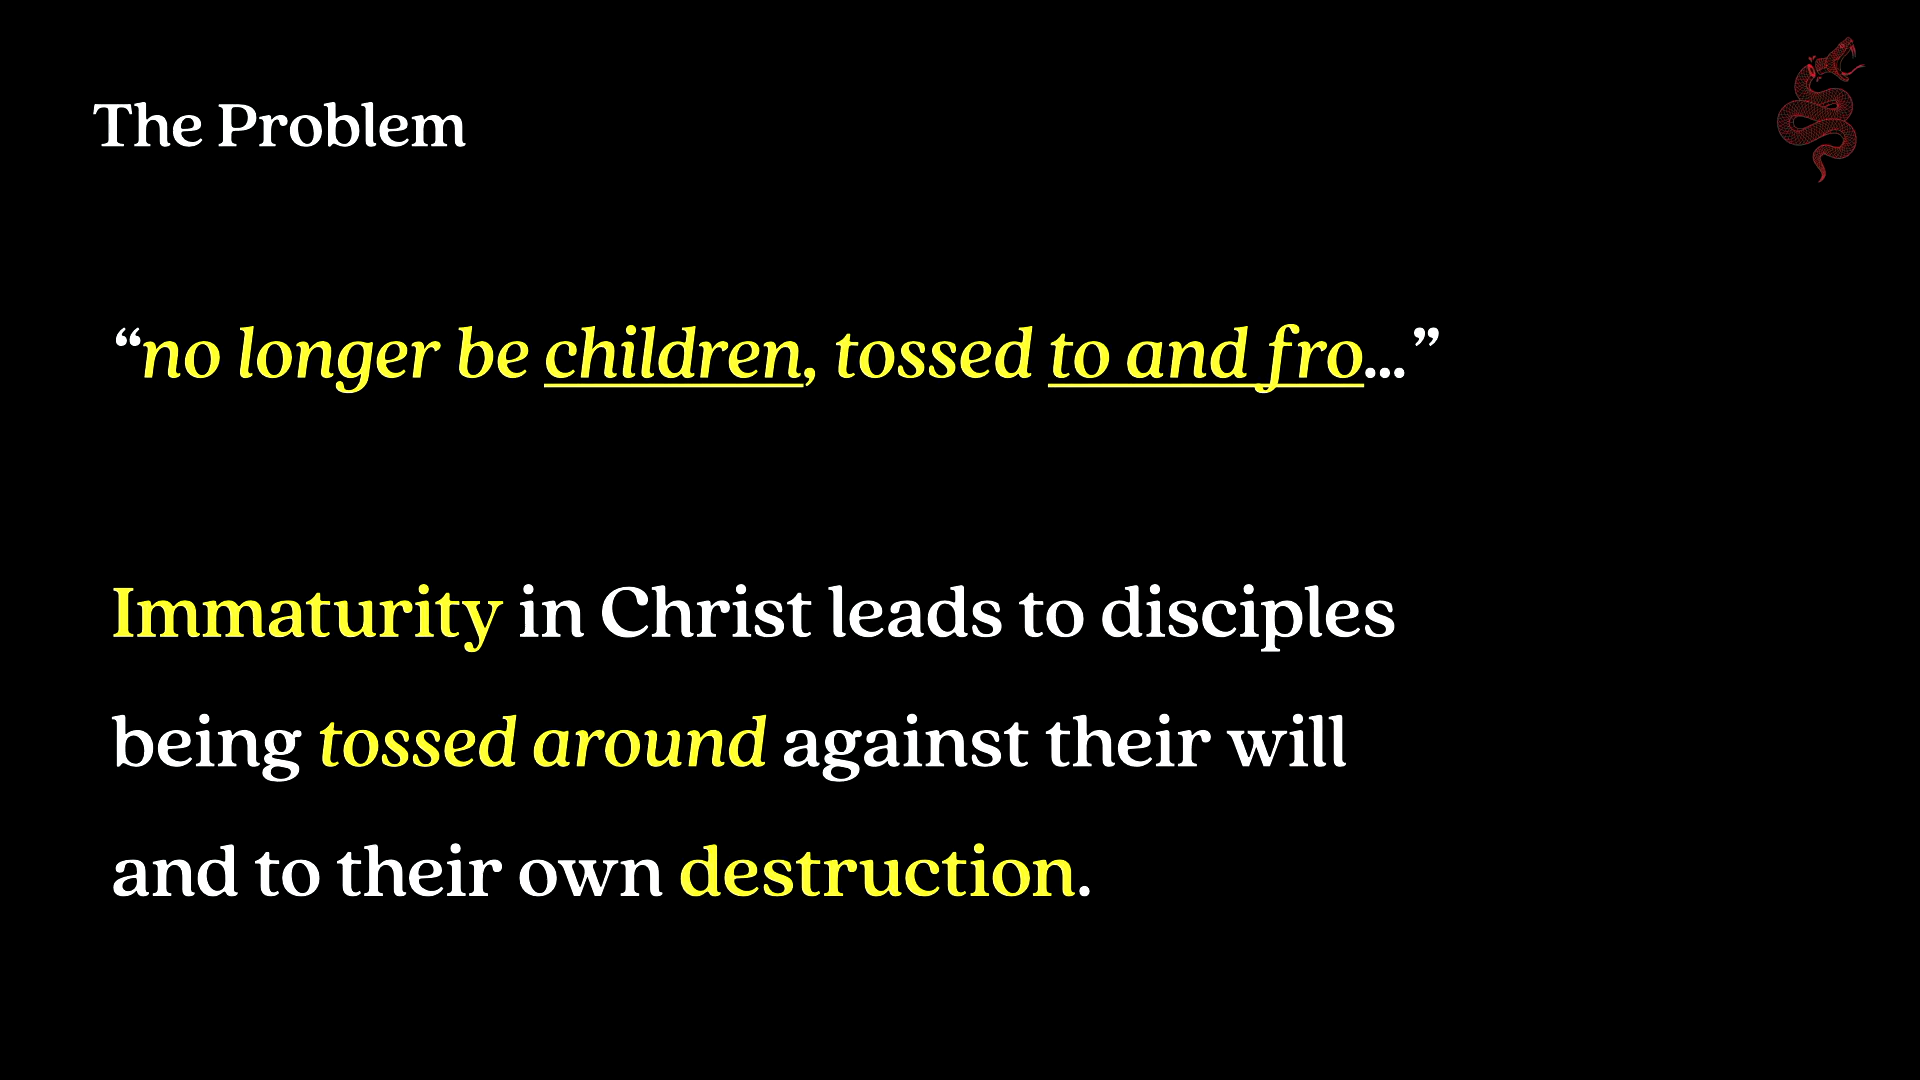 The Problem
“no longer be children, tossed to and fro...”
Immaturity in Christ leads to disciples
being tossed around against their will
and to their own destruction.